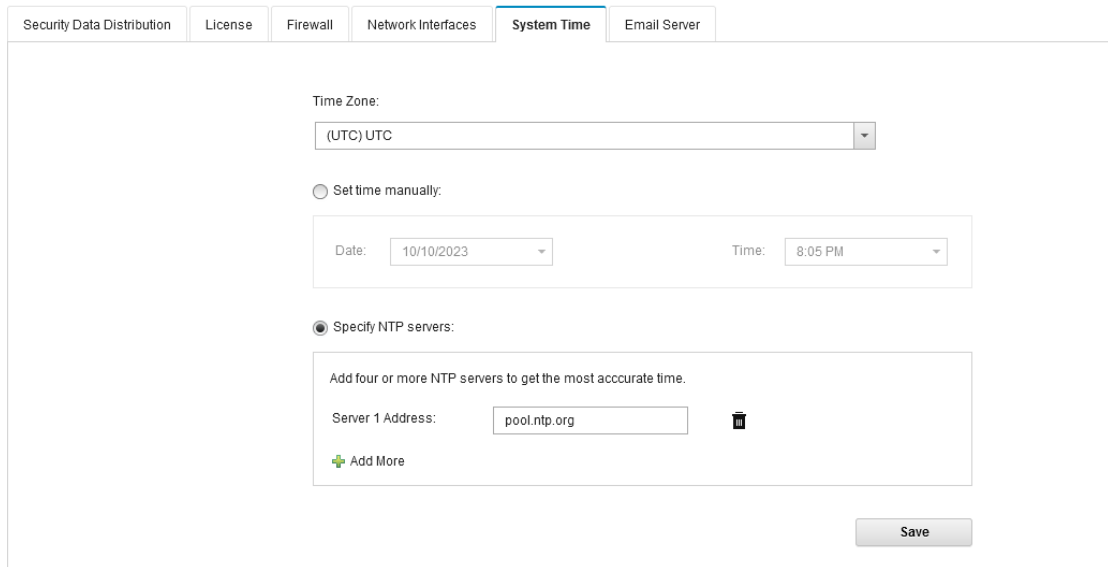 Security Data Distribution License Firewall Network Interfaces System Time Email Server
Time Zone:
(UTC) UTC
Set time manually:
Date: 10/10/2023 Time: 8:05 PM
Specify NTP servers:
Add four or more NTP servers to get the most acccurate time.
Server 1 Address: pool.ntp.org
Add More
Save